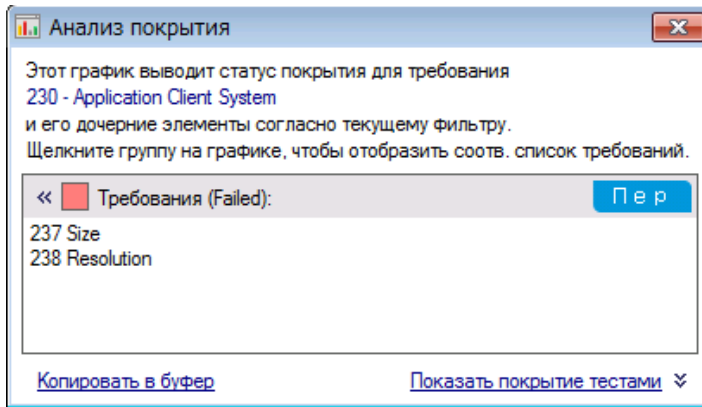 Анализ покрытия
Этот график выводит статус покрытия для требования
230 - Application Client System
и его дочерние элементы согласно текущему фильтру.
Щелкните группу на графике, чтобы отобразить соотв. список требований.
« Требования (Failed): Пер
237 Size
238 Resolution
Копировать в буфер Показать покрытие тестами